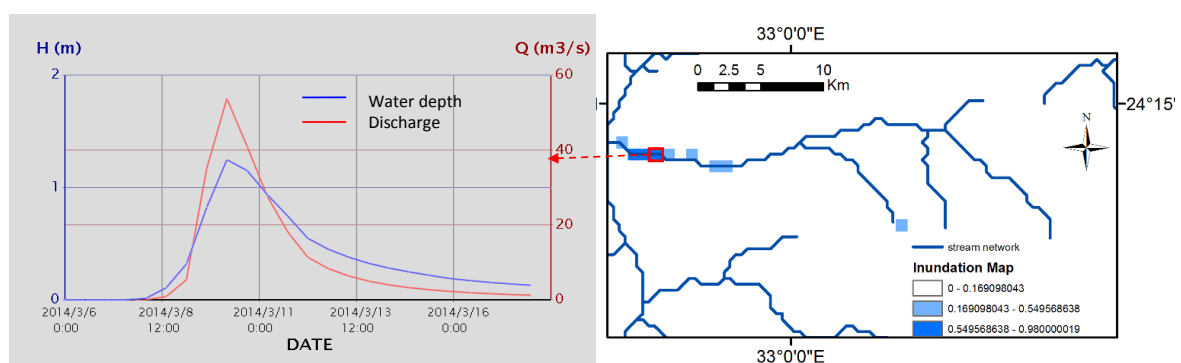 H (m)
Q (m3/s)
2
60
Water depth
Discharge
40
1
20
0
0
2014/3/6
0:00
2014/3/8
12:00
2014/3/11
0:00
2014/3/13
12:00
2014/3/16
0:00
DATE
33°0'0"E
0 2.5 5 10
Km
24°15'
N
stream network
Inundation Map
0 - 0.169098043
0.169098043 - 0.549568638
0.549568638 - 0.980000019
33°0'0"E